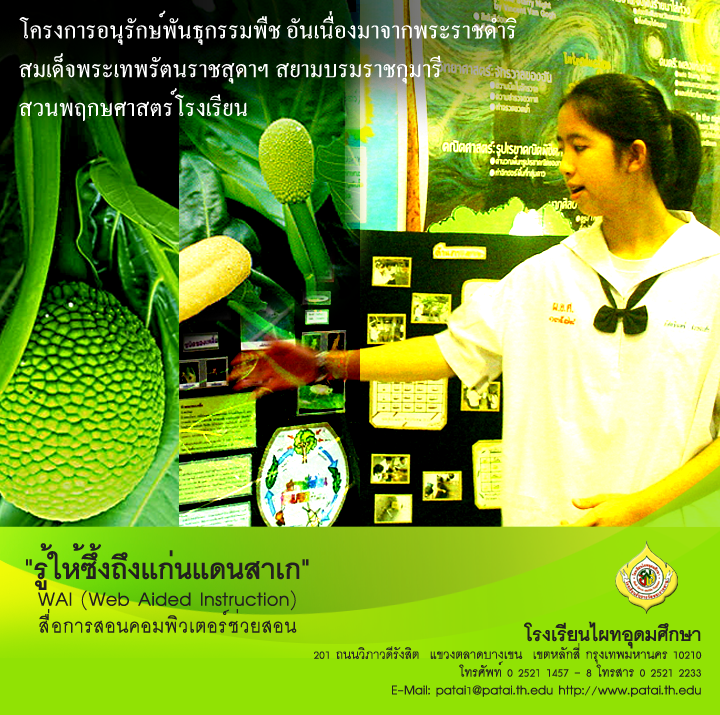 โครงการอนุรักษ์พันธุกรรมพืช อันเนื่องมาจากพระราชดำริ
สมเด็จพระเทพรัตนราชสุดาฯ สยามบรมราชกุมารี
สวนพฤกษศาสตร์โรงเรียน
"รู้ให้ซึ้งถึงแก่นแดนสาเก"
WAI (Web Aided Instruction)
สื่อการสอนคอมพิวเตอร์ช่วยสอน
โรงเรียนไผทอุดมศึกษา
201 ถนนวิภาวดีรังสิต แขวงตลาดบางเขน เขตหลักสี่ กรุงเทพมหานคร 10210
โทรศัพท์ 0 2521 1457 - 8 โทรสาร 0 2521 2233
E-Mail: patai1@patai.th.edu http://www.patai.th.edu